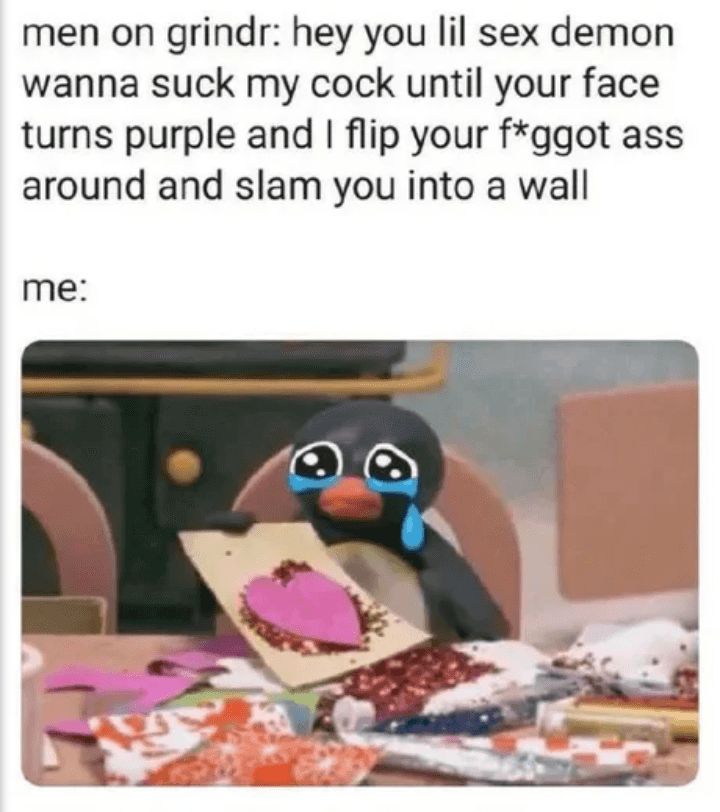 men on grindr: hey you lil sex demon
wanna suck my cock until your face
turns purple and I flip your f*ggot ass
around and slam you into a wall
me: